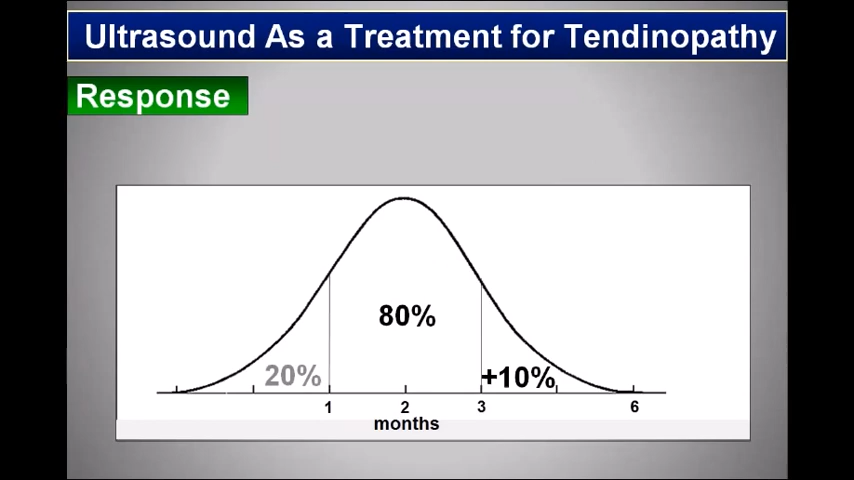 Ultrasound As a Treatment for Tendinopathy
Response
80%
20%
+10%
1 2 3 6
months